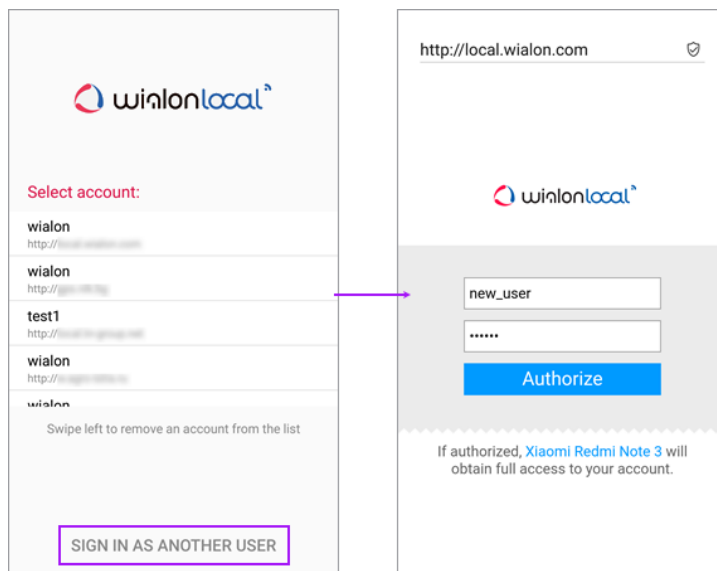 wialonlocal
Select account:
wialon
http://
wialon
http://
test1
http://
wialon
http://
wialon
Swipe left to remove an account from the list
SIGN IN AS ANOTHER USER
http://local.wialon.com
wialonlocal
new_user
••••••
Authorize
If authorized, Xiaomi Redmi Note 3 will
obtain full access to your account.